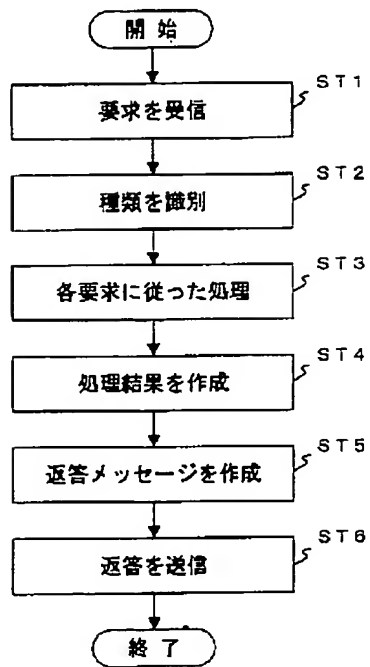 開 始
ST1
要求を受信
ST2
種類を識別
ST3
各要求に従った処理
ST4
処理結果を作成
ST5
返答メッセージを作成
ST6
返答を送信
終 了